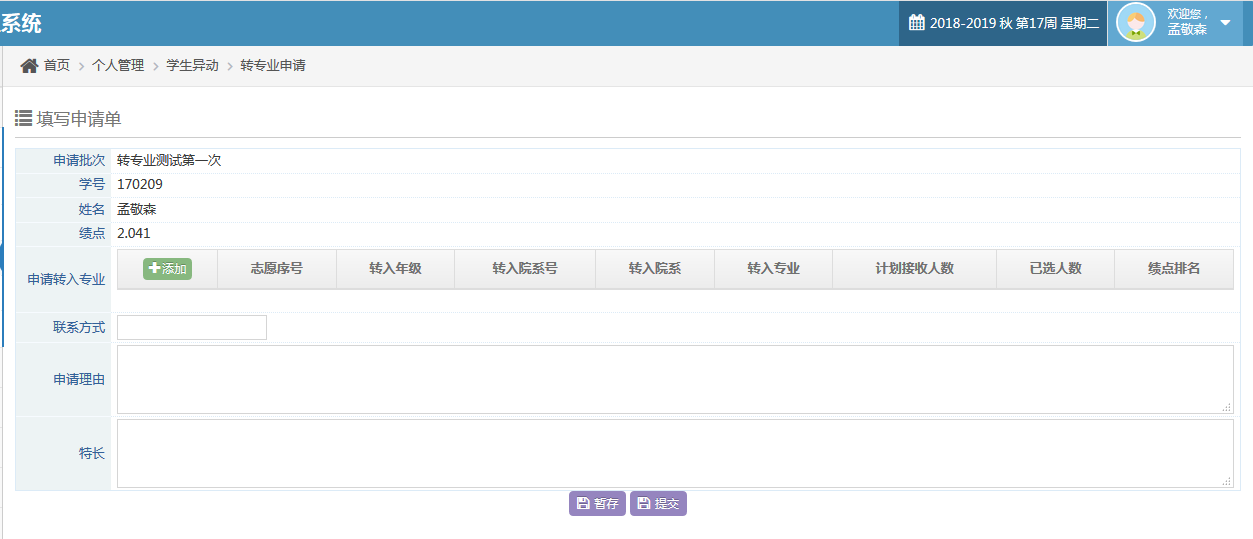 系统
2018-2019 秋 第17周 星期二
欢迎您，
孟敬森
首页 > 个人管理 > 学生异动 > 转专业申请
填写申请单
申请批次 转专业测试第一次
学号 170209
姓名 孟敬森
绩点 2.041
申请转入专业 添加 志愿序号 转入年级 转入院系号 转入院系 转入专业 计划接收人数 已选人数 绩点排名
联系方式
申请理由
特长
暂存 提交